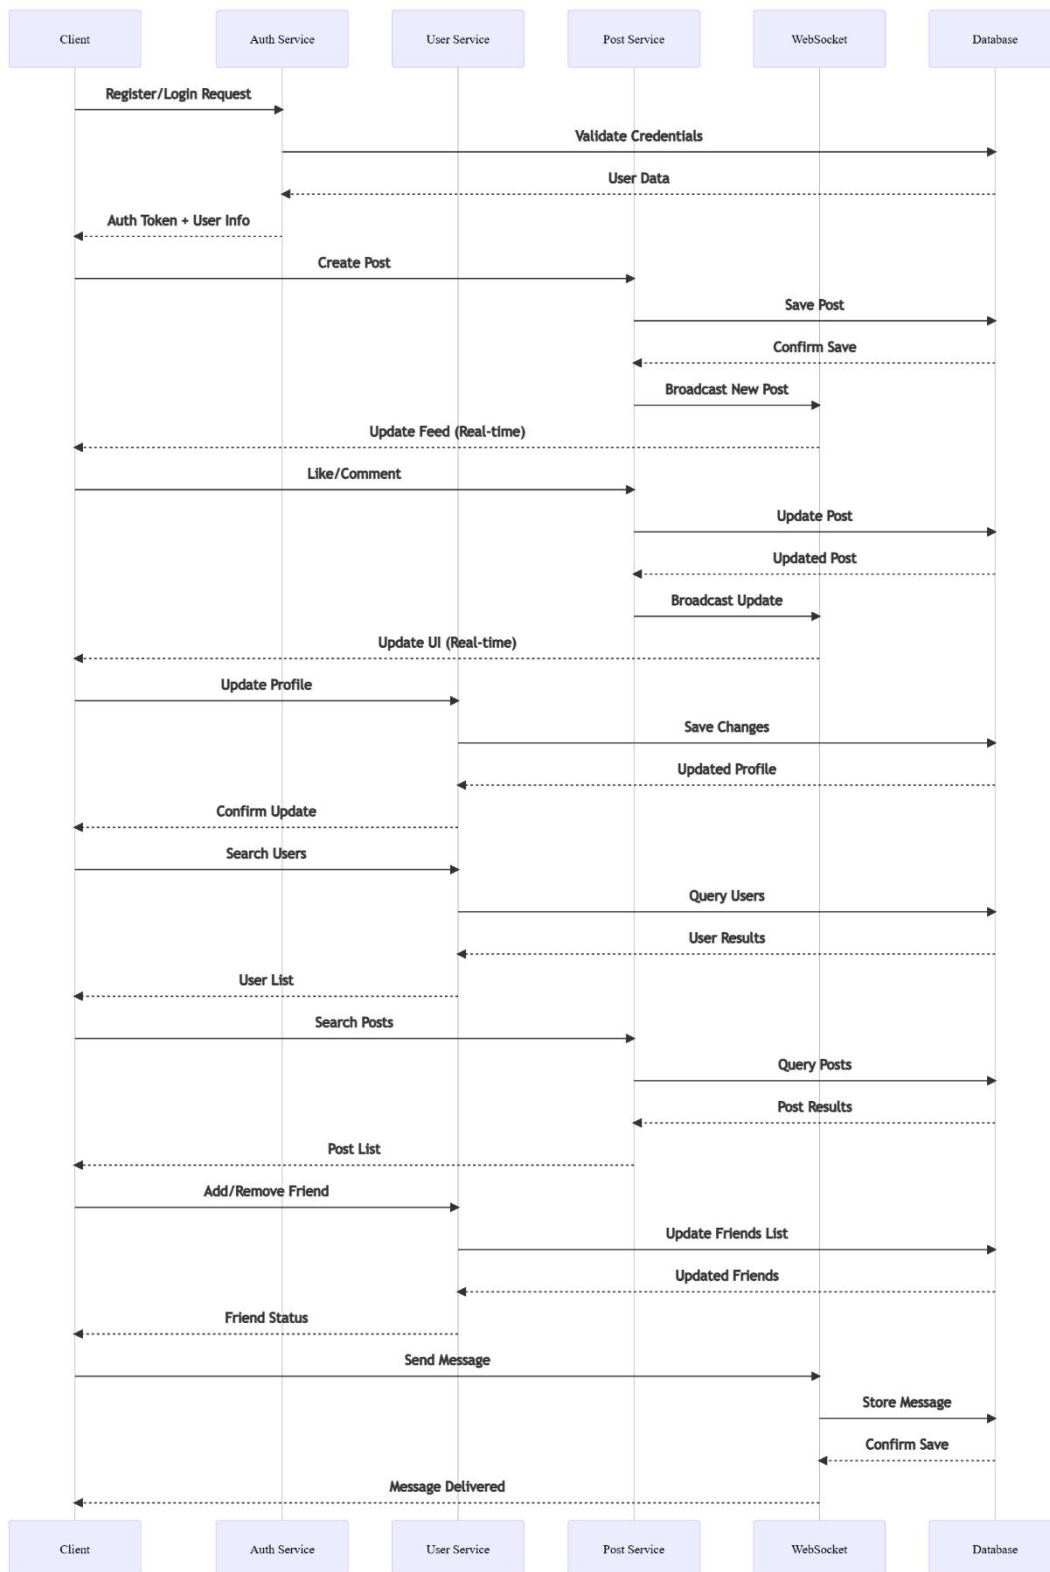 Client Auth Service User Service Post Service WebSocket Database
Register/Login Request
Validate Credentials
User Data
Auth Token + User Info
Create Post
Save Post
Confirm Save
Broadcast New Post
Update Feed (Real-time)
Like/Comment
Update Post
Updated Post
Broadcast Update
Update UI (Real-time)
Update Profile
Save Changes
Updated Profile
Confirm Update
Search Users
Query Users
User Results
User List
Search Posts
Query Posts
Post Results
Post List
Add/Remove Friend
Update Friends List
Updated Friends
Friend Status
Send Message
Store Message
Confirm Save
Message Delivered
Client Auth Service User Service Post Service WebSocket Database